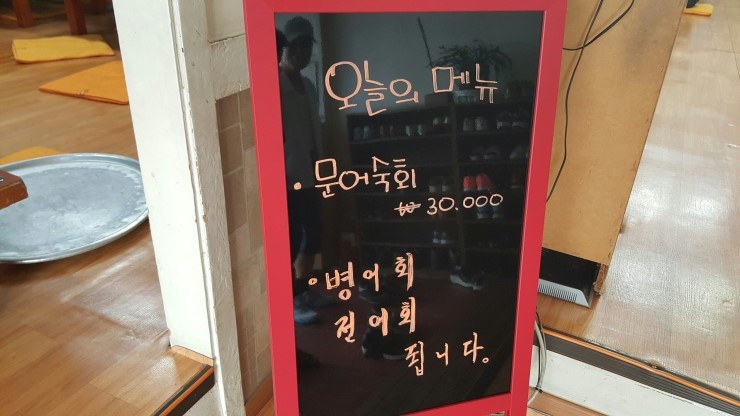 오늘의 메뉴
• 문어숙회
₩ 30.000
• 병어회
전어회
됩니다.